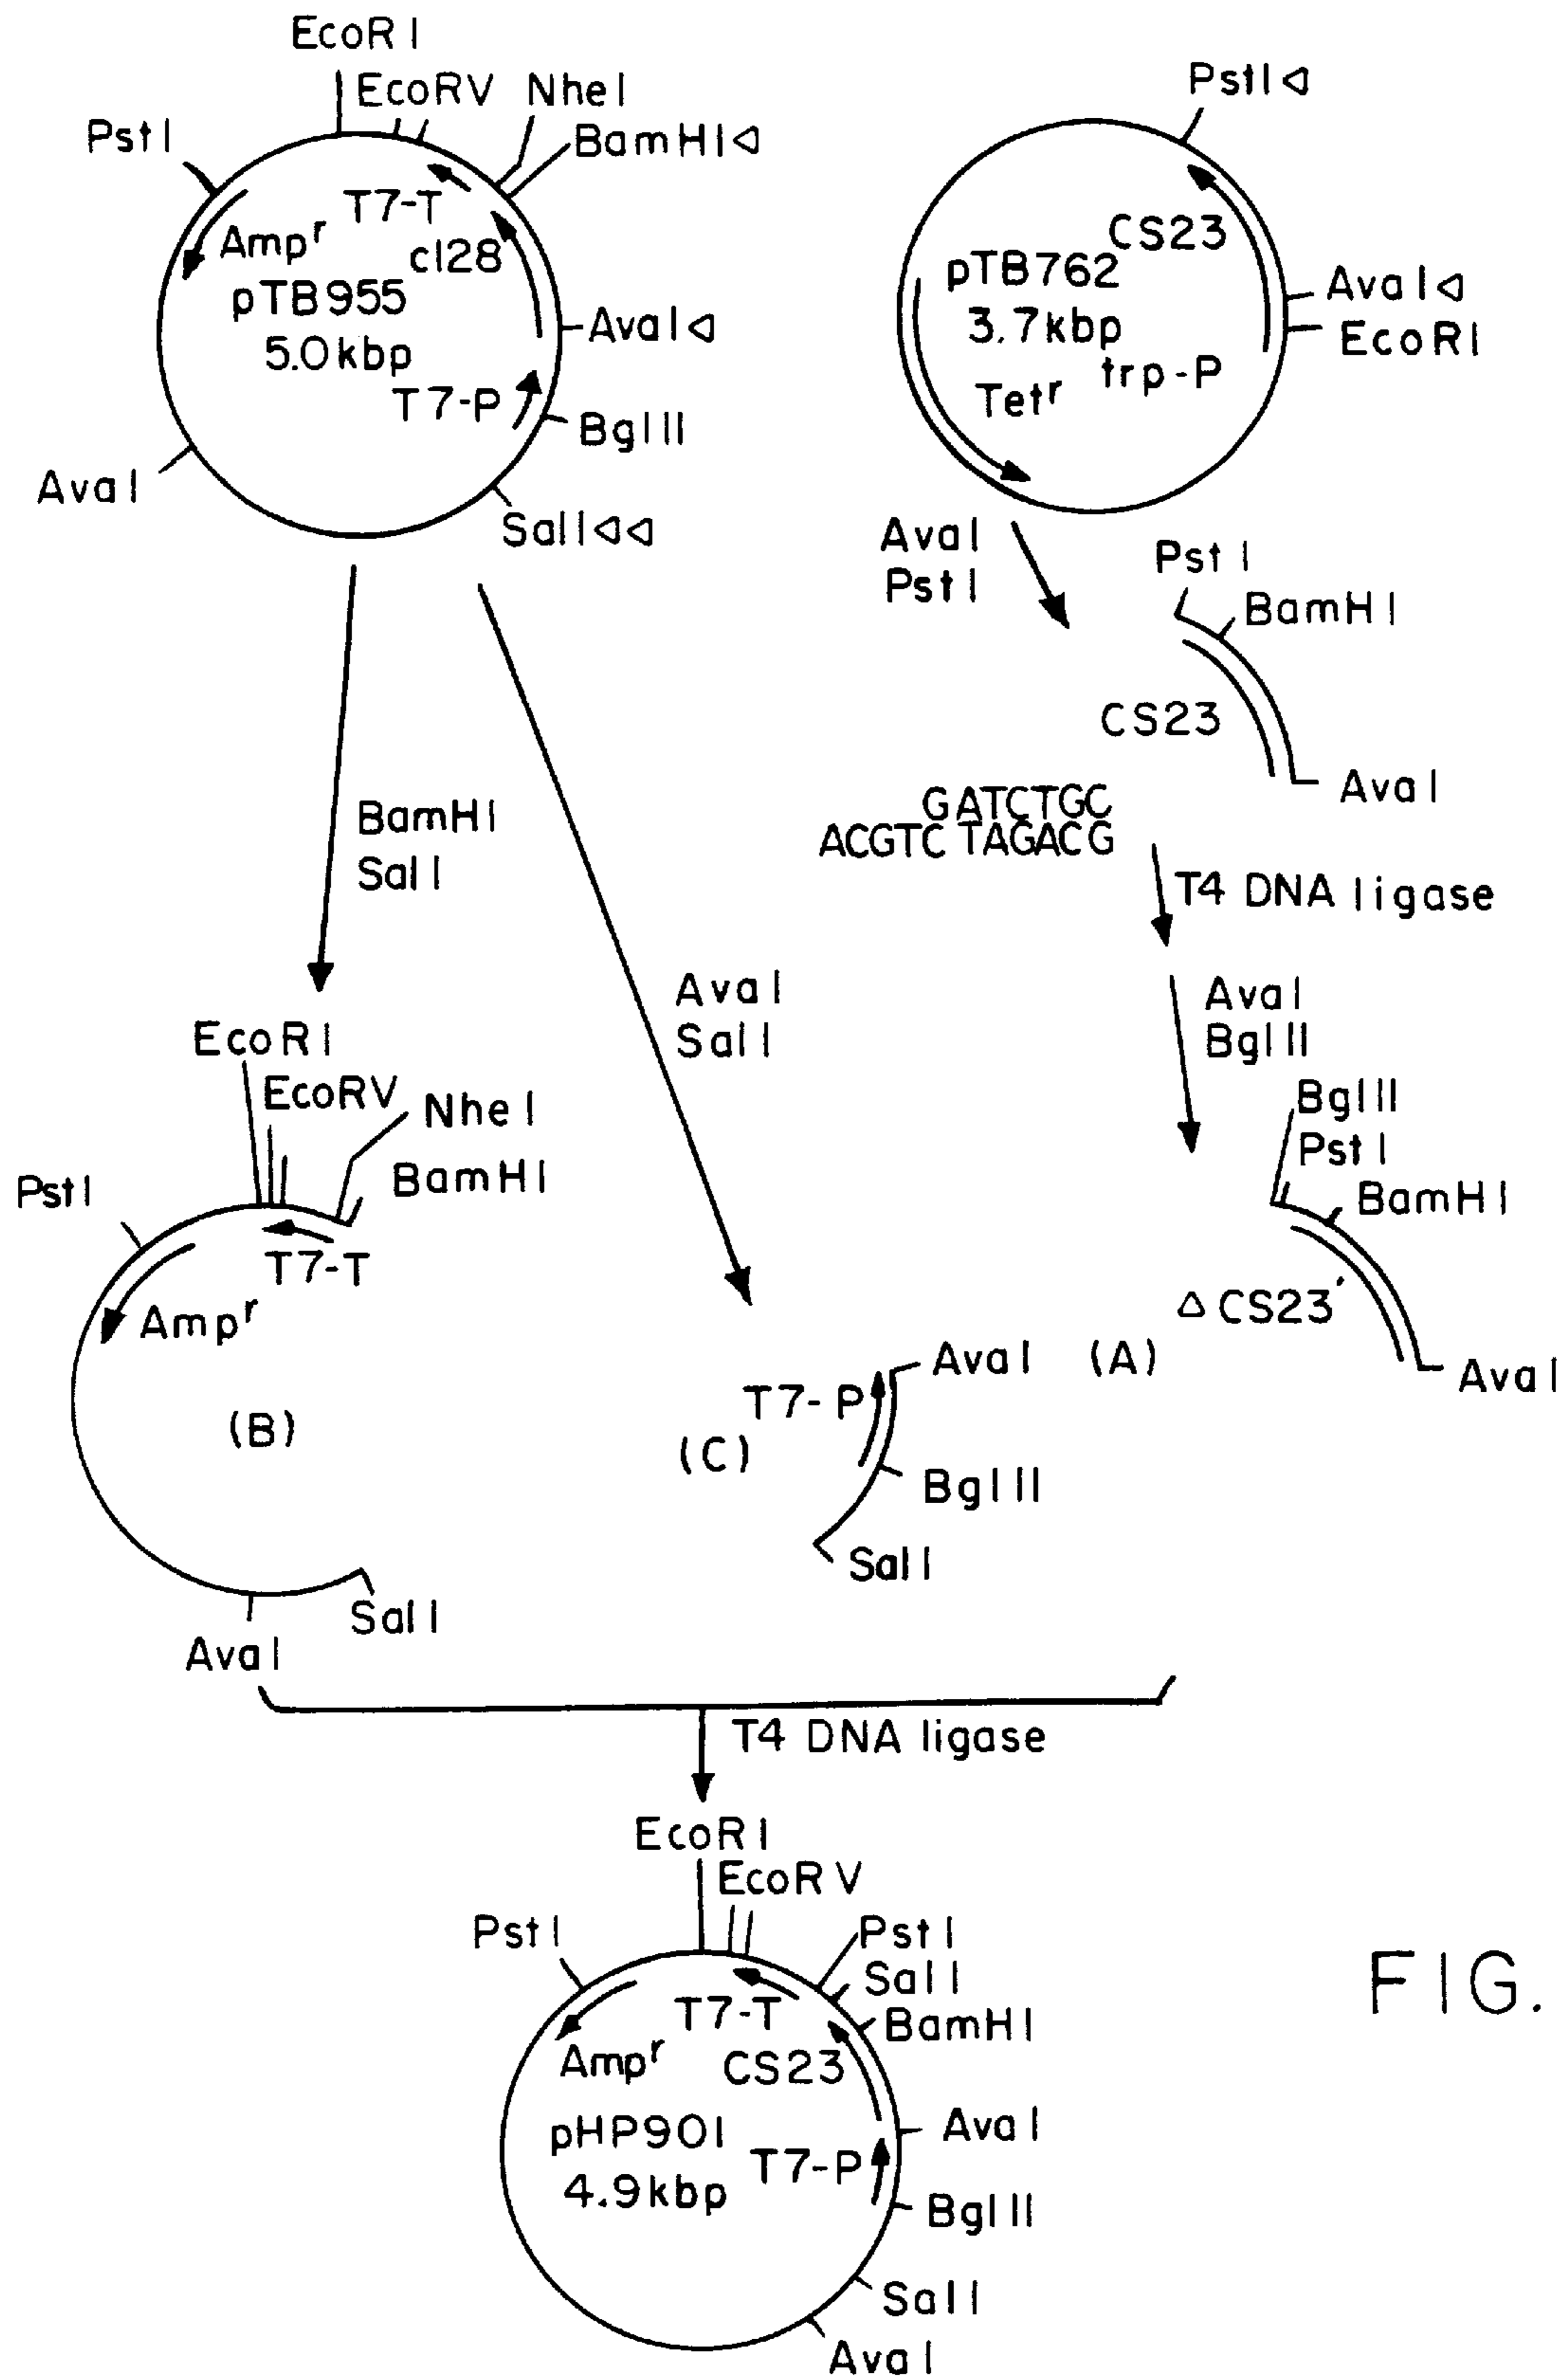 EcoRI
EcoRV NheI
PstI
BamHI◁
T7-T
Ampʳ
cI28
pTB955
5.0kbp
AvaI◁
T7-P
BglII
AvaI
SalI◁◁
PstI◁
CS23
pTB762
3.7kbp
AvaI◁
EcoRI
trp-P
Tetʳ
AvaI
PstI
PstI
BamHI
CS23
AvaI
GATCTGC
ACGTC TAGACG
T4 DNA ligase
BamHI
SalI
AvaI
SalI
AvaI
BglII
EcoRI
EcoRV
NheI
BamHI
PstI
T7-T
Ampʳ
(B)
SalI
AvaI
AvaI
T7-P
(C)
BglII
SalI
BglII
PstI
BamHI
△ CS23'
(A)
AvaI
T4 DNA ligase
EcoRI
EcoRV
PstI
PstI
SalI
BamHI
T7-T
Ampʳ
CS23
pHP901
4.9kbp
AvaI
T7-P
BglII
SalI
AvaI
FIG.